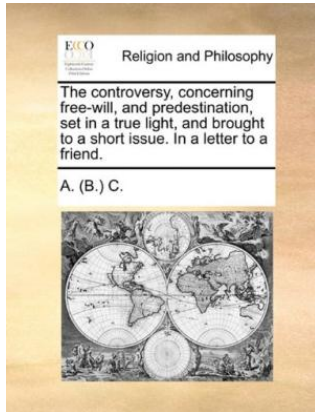 ECCO
Religion and Philosophy
The controversy, concerning
free-will, and predestination,
set in a true light, and brought
to a short issue. In a letter to a
friend.
A. (B.) C.